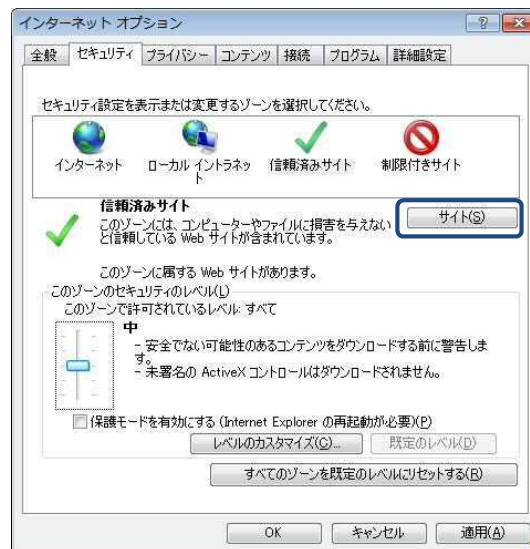 インターネット オプション
全般 セキュリティ プライバシー コンテンツ 接続 プログラム 詳細設定
セキュリティ設定を表示または変更するゾーンを選択してください。
インターネット ローカル イントラネッ 信頼済みサイト 制限付きサイト
ト
信頼済みサイト
サイト(S)
このゾーンには、コンピューターやファイルに損害を与えない
と信頼している Web サイトが含まれています。
このゾーンに属する Web サイトがあります。
このゾーンのセキュリティのレベル(L)
このゾーンで許可されているレベル: すべて
中
- 安全でない可能性のあるコンテンツをダウンロードする前に警告しま
す。
- 未署名の ActiveX コントロールはダウンロードされません。
保護モードを有効にする (Internet Explorer の再起動が必要)(P)
レベルのカスタマイズ(C)... 既定のレベル(D)
すべてのゾーンを既定のレベルにリセットする(R)
OK キャンセル 適用(A)